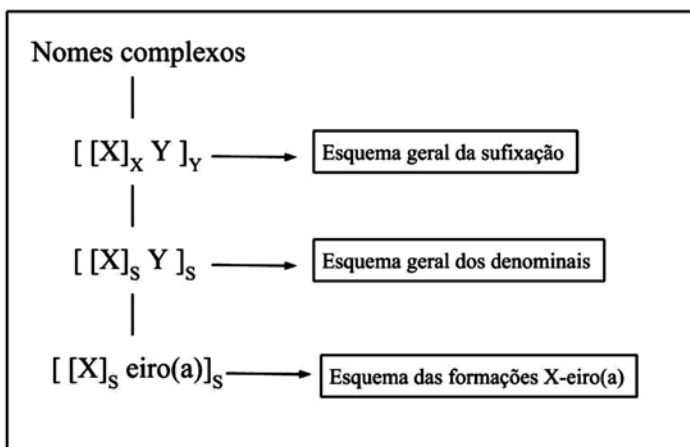 Nomes complexos
[ [X]X Y ]Y Esquema geral da sufixação
[ [X]S Y ]S Esquema geral dos denominais
[ [X]S eiro(a)]S Esquema das formações X-eiro(a)